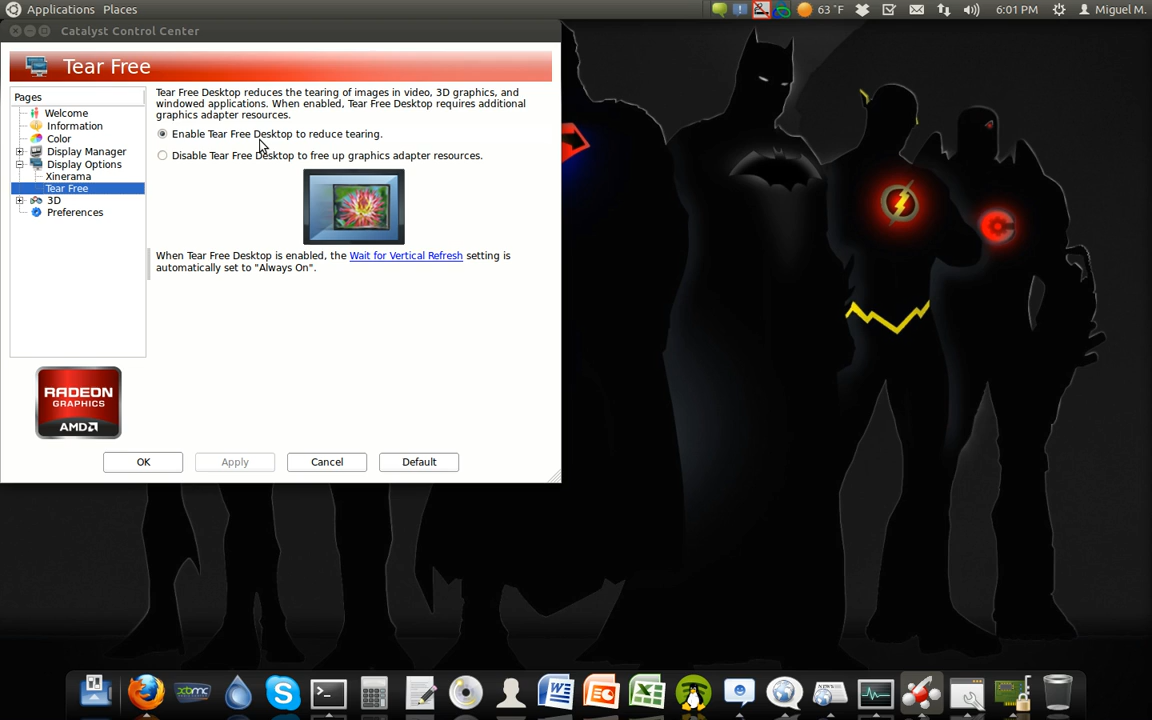 Applications Places
63 °F
6:01 PM
Miguel M.
Catalyst Control Center
Tear Free
Pages
Welcome
Information
Color
Display Manager
Display Options
Xinerama
Tear Free
3D
Preferences
Tear Free Desktop reduces the tearing of images in video, 3D graphics, and
windowed applications. When enabled, Tear Free Desktop requires additional
graphics adapter resources.
Enable Tear Free Desktop to reduce tearing.
Disable Tear Free Desktop to free up graphics adapter resources.
When Tear Free Desktop is enabled, the Wait for Vertical Refresh setting is
automatically set to "Always On".
RADEON
GRAPHICS
AMD
OK
Apply
Cancel
Default
xbmc